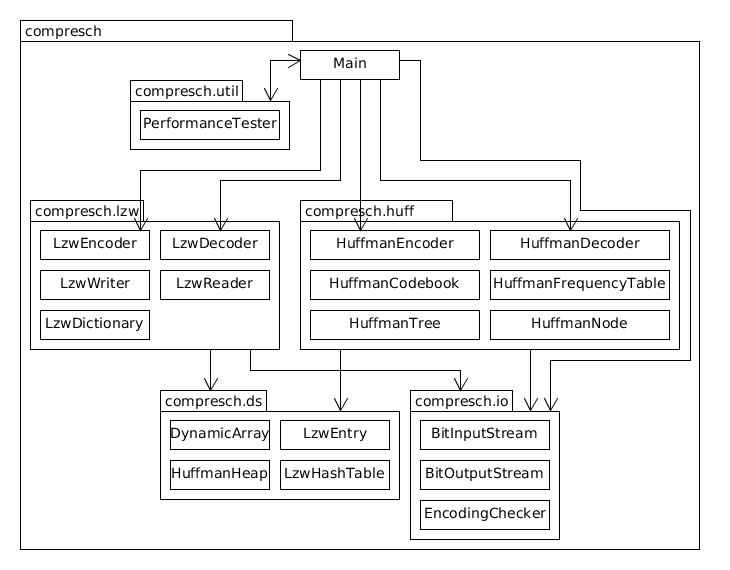 compresch
Main
compresch.util
PerformanceTester
compresch.lzw
LzwEncoder
LzwDecoder
LzwWriter
LzwReader
LzwDictionary
compresch.huff
HuffmanEncoder
HuffmanDecoder
HuffmanCodebook
HuffmanFrequencyTable
HuffmanTree
HuffmanNode
compresch.ds
DynamicArray
LzwEntry
HuffmanHeap
LzwHashTable
compresch.io
BitInputStream
BitOutputStream
EncodingChecker